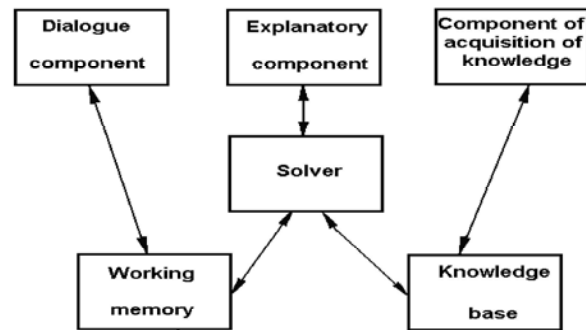 Dialogue
component
Explanatory
component
Component of
acquisition of
knowledge
Solver
Working
memory
Knowledge
base